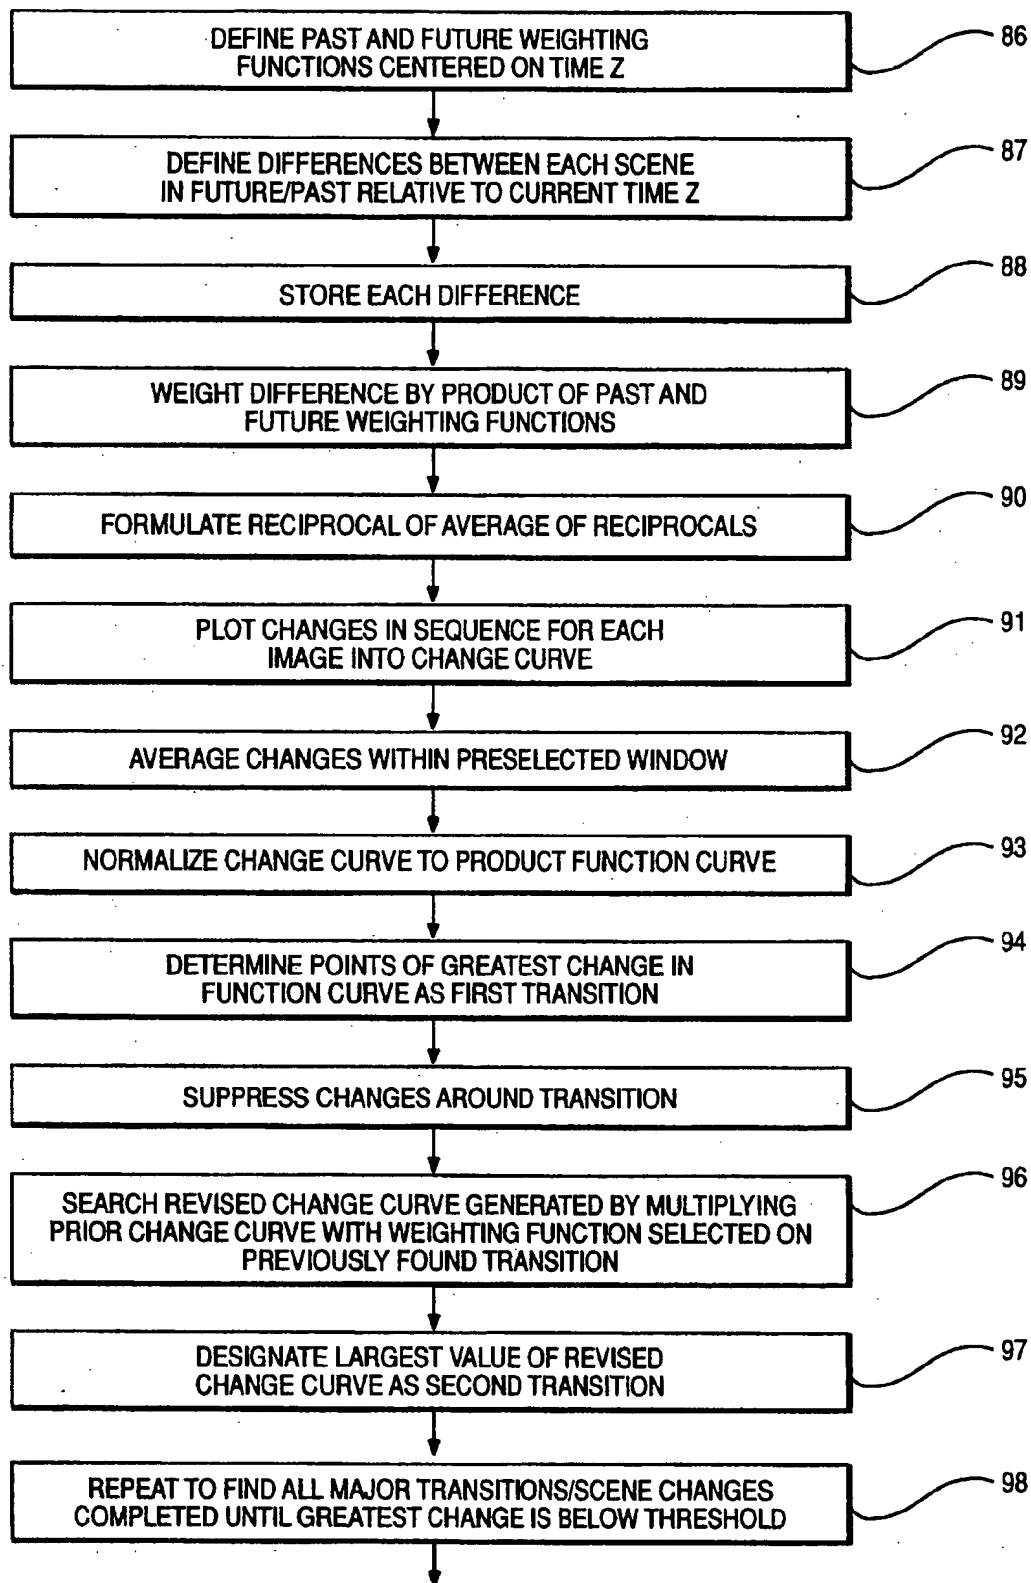 DEFINE PAST AND FUTURE WEIGHTING
FUNCTIONS CENTERED ON TIME Z
86
DEFINE DIFFERENCES BETWEEN EACH SCENE
IN FUTURE/PAST RELATIVE TO CURRENT TIME Z
87
STORE EACH DIFFERENCE
88
WEIGHT DIFFERENCE BY PRODUCT OF PAST AND
FUTURE WEIGHTING FUNCTIONS
89
FORMULATE RECIPROCAL OF AVERAGE OF RECIPROCALS
90
PLOT CHANGES IN SEQUENCE FOR EACH
IMAGE INTO CHANGE CURVE
91
AVERAGE CHANGES WITHIN PRESELECTED WINDOW
92
NORMALIZE CHANGE CURVE TO PRODUCT FUNCTION CURVE
93
DETERMINE POINTS OF GREATEST CHANGE IN
FUNCTION CURVE AS FIRST TRANSITION
94
SUPPRESS CHANGES AROUND TRANSITION
95
SEARCH REVISED CHANGE CURVE GENERATED BY MULTIPLYING
PRIOR CHANGE CURVE WITH WEIGHTING FUNCTION SELECTED ON
PREVIOUSLY FOUND TRANSITION
96
DESIGNATE LARGEST VALUE OF REVISED
CHANGE CURVE AS SECOND TRANSITION
97
REPEAT TO FIND ALL MAJOR TRANSITIONS/SCENE CHANGES
COMPLETED UNTIL GREATEST CHANGE IS BELOW THRESHOLD
98